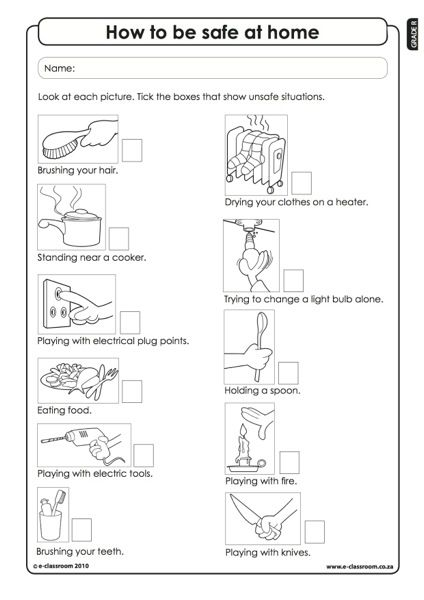 How to be safe at home
GRADE R
Name:
Look at each picture. Tick the boxes that show unsafe situations.
Brushing your hair.
Standing near a cooker.
Playing with electrical plug points.
Eating food.
Playing with electric tools.
Brushing your teeth.
Drying your clothes on a heater.
Trying to change a light bulb alone.
Holding a spoon.
Playing with fire.
Playing with knives.
© e-classroom 2010
www.e-classroom.co.za